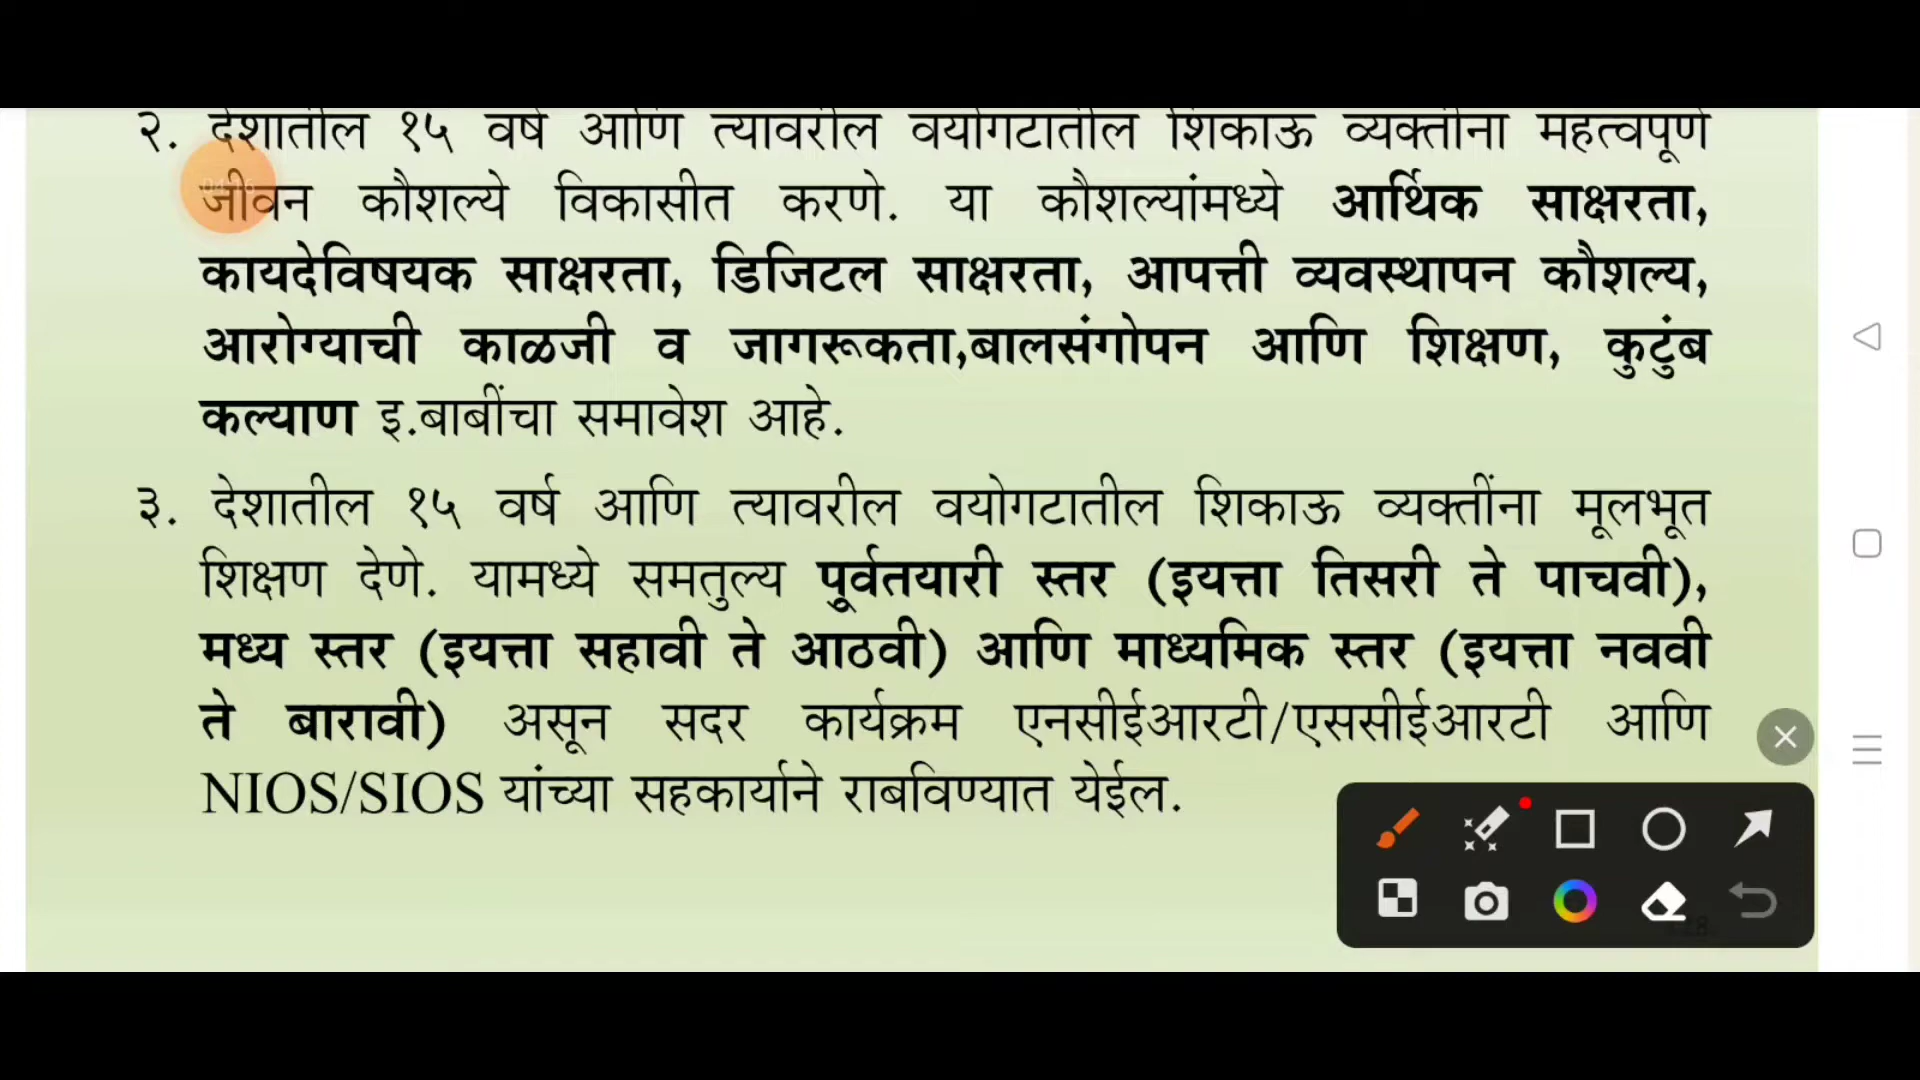 २. देशातील १५ वर्षे आणि त्यावरील वयोगटातील शिकाऊ व्यक्तींना महत्वपूर्ण
जीवन कौशल्ये विकासीत करणे. या कौशल्यांमध्ये आर्थिक साक्षरता,
कायदेविषयक साक्षरता, डिजिटल साक्षरता, आपत्ती व्यवस्थापन कौशल्य,
आरोग्याची काळजी व जागरूकता,बालसंगोपन आणि शिक्षण, कुटुंब
कल्याण इ.बाबींचा समावेश आहे.
३. देशातील १५ वर्ष आणि त्यावरील वयोगटातील शिकाऊ व्यक्तींना मूलभूत
शिक्षण देणे. यामध्ये समतुल्य पुर्वतयारी स्तर (इयत्ता तिसरी ते पाचवी),
मध्य स्तर (इयत्ता सहावी ते आठवी) आणि माध्यमिक स्तर (इयत्ता नववी
ते बारावी) असून सदर कार्यक्रम एनसीईआरटी/एससीईआरटी आणि
NIOS/SIOS यांच्या सहकार्याने राबविण्यात येईल.